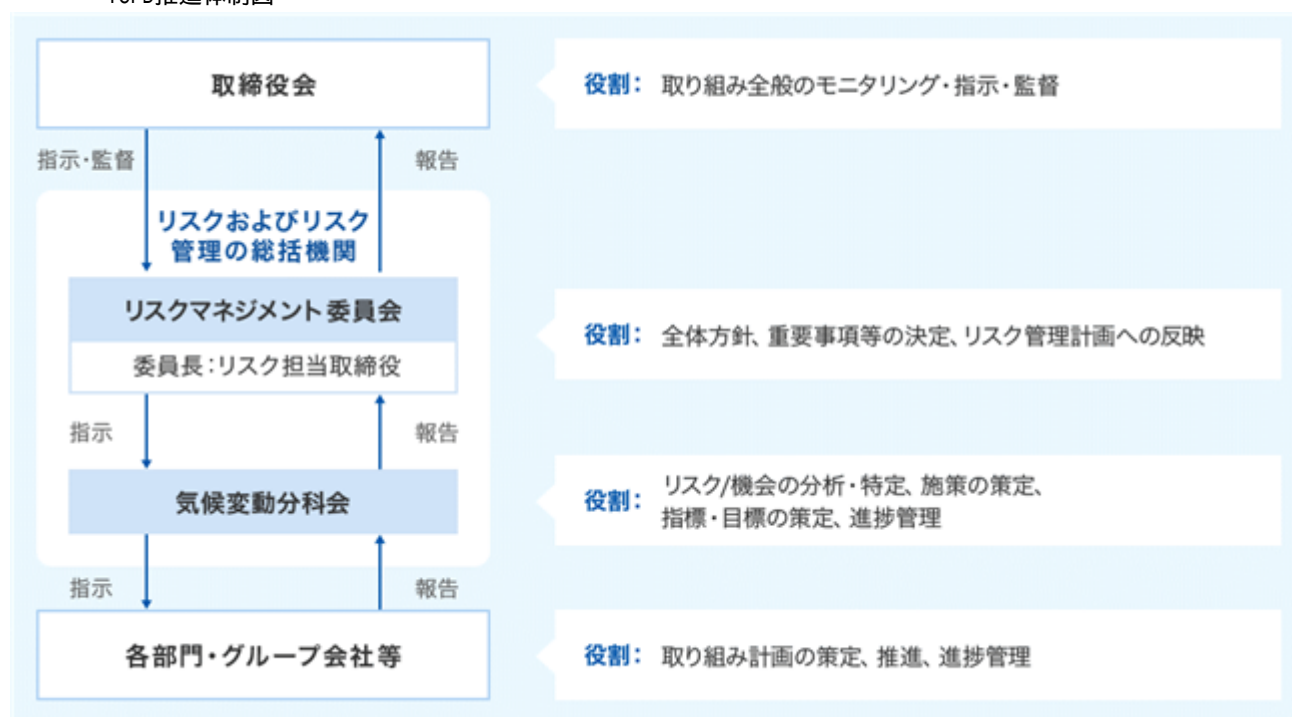 取締役会
役割： 取り組み全般のモニタリング・指示・監督
指示・監督
報告
リスクおよびリスク
管理の総括機関
リスクマネジメント委員会
委員長：リスク担当取締役
役割： 全体方針、重要事項等の決定、リスク管理計画への反映
指示
報告
気候変動分科会
役割： リスク/機会の分析・特定、施策の策定、
指標・目標の策定、進捗管理
指示
報告
各部門・グループ会社等
役割： 取り組み計画の策定、推進、進捗管理